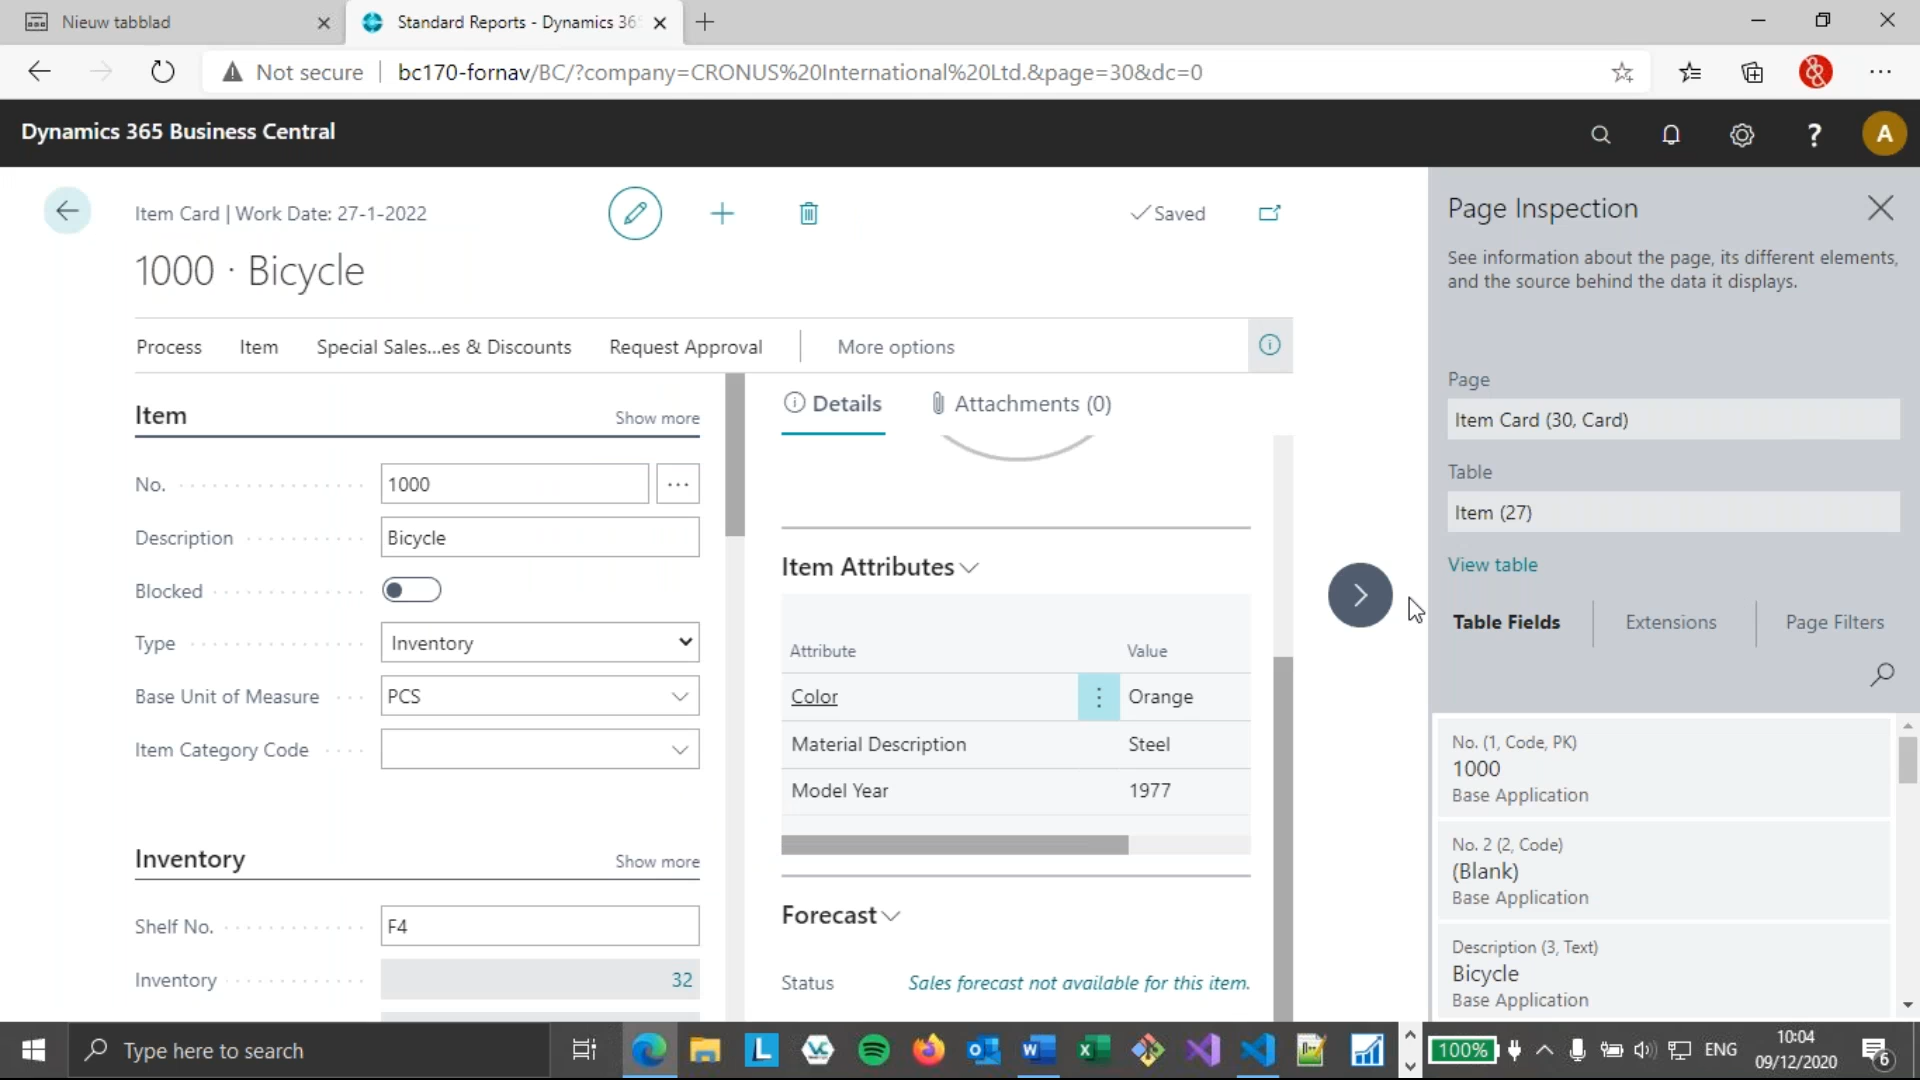 Nieuw tabblad
Standard Reports - Dynamics 36
Not secure
bc170-fornav/BC/?company=CRONUS%20International%20Ltd.&page=30&dc=0
Dynamics 365 Business Central
A
Item Card | Work Date: 27-1-2022
Saved
1000 · Bicycle
Process
Item
Special Sales...es & Discounts
Request Approval
More options
Item
Show more
No.
1000
Description
Bicycle
Blocked
Type
Inventory
Base Unit of Measure
PCS
Item Category Code
Inventory
Show more
Shelf No.
F4
Inventory
32
Details
Attachments (0)
Item Attributes
Attribute
Value
Color
Orange
Material Description
Steel
Model Year
1977
Forecast
Status
Sales forecast not available for this item.
Page Inspection
See information about the page, its different elements,
and the source behind the data it displays.
Page
Item Card (30, Card)
Table
Item (27)
View table
Table Fields
Extensions
Page Filters
No. (1, Code, PK)
1000
Base Application
No. 2 (2, Code)
(Blank)
Base Application
Description (3, Text)
Bicycle
Base Application
Type here to search
100%
ENG
10:04
09/12/2020
6